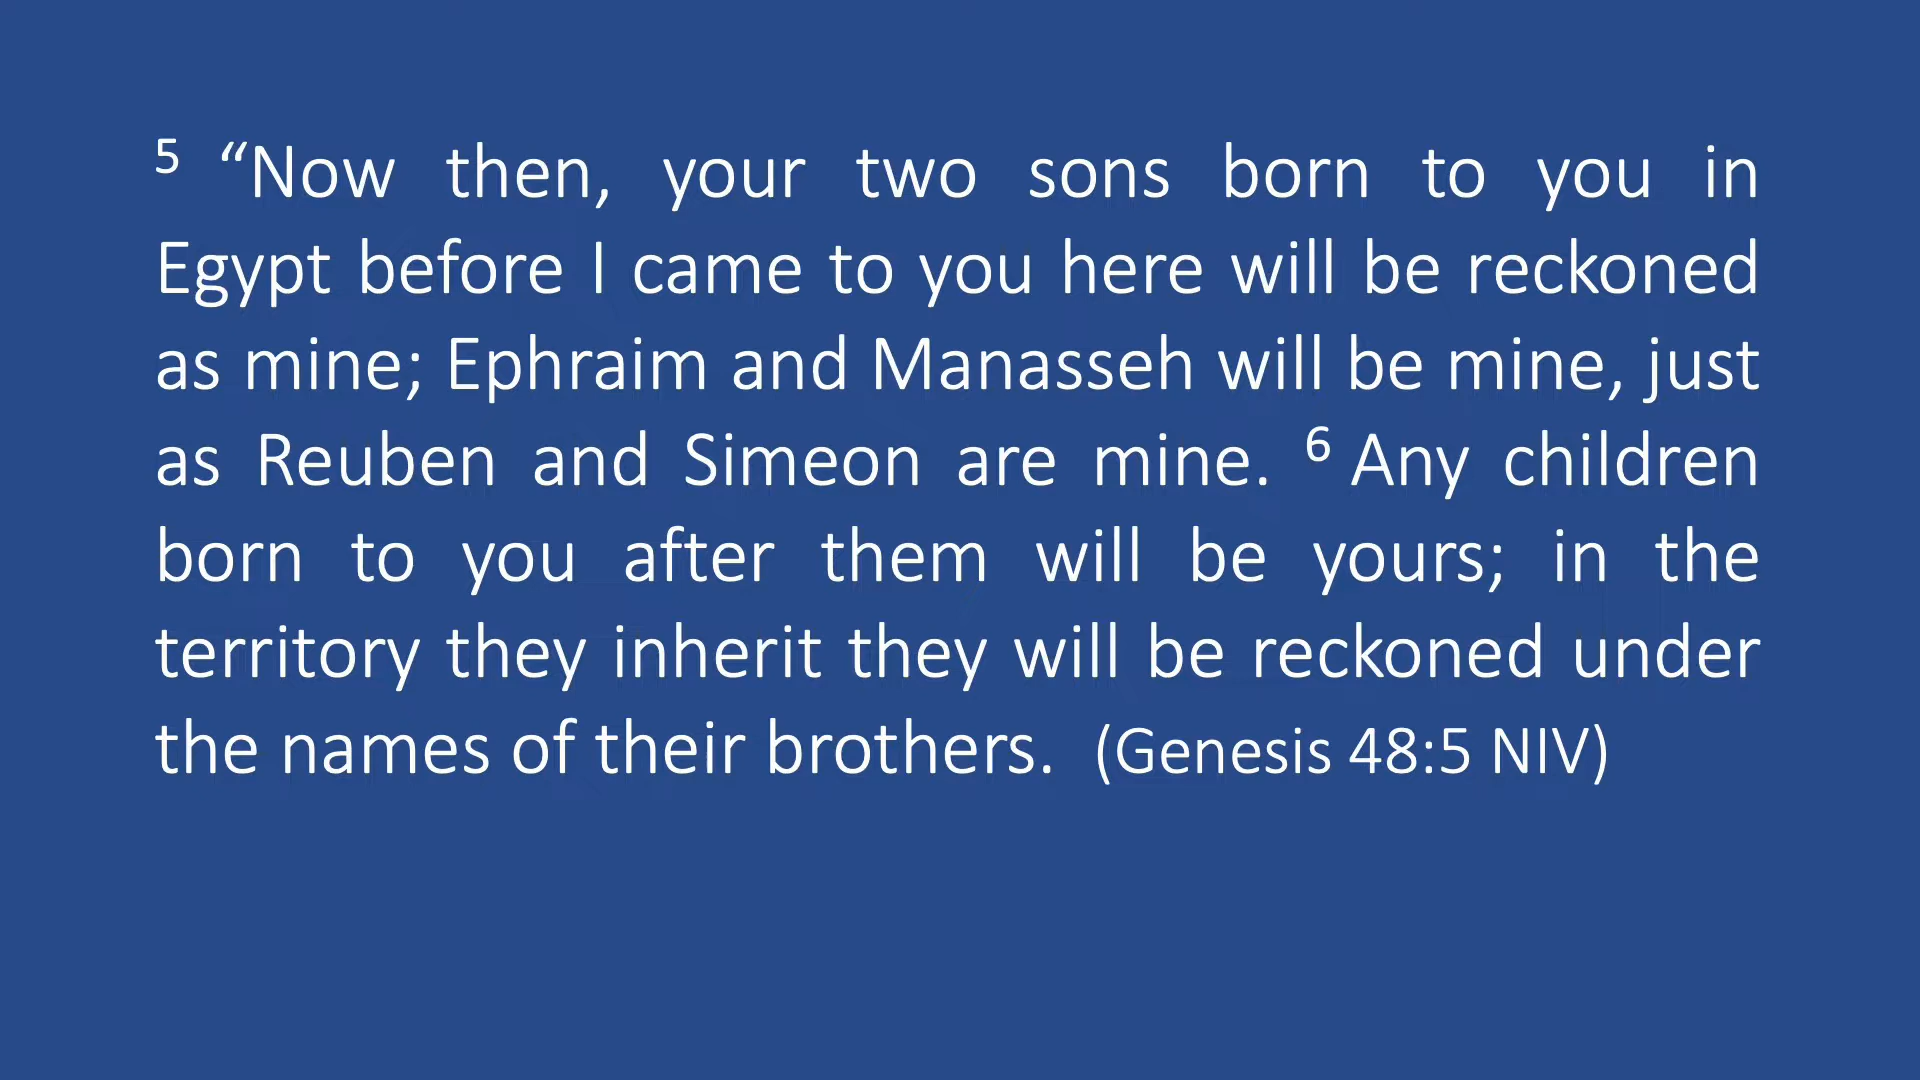 ⁵ “Now then, your two sons born to you in
Egypt before I came to you here will be reckoned
as mine; Ephraim and Manasseh will be mine, just
as Reuben and Simeon are mine. ⁶ Any children
born to you after them will be yours; in the
territory they inherit they will be reckoned under
the names of their brothers. (Genesis 48:5 NIV)